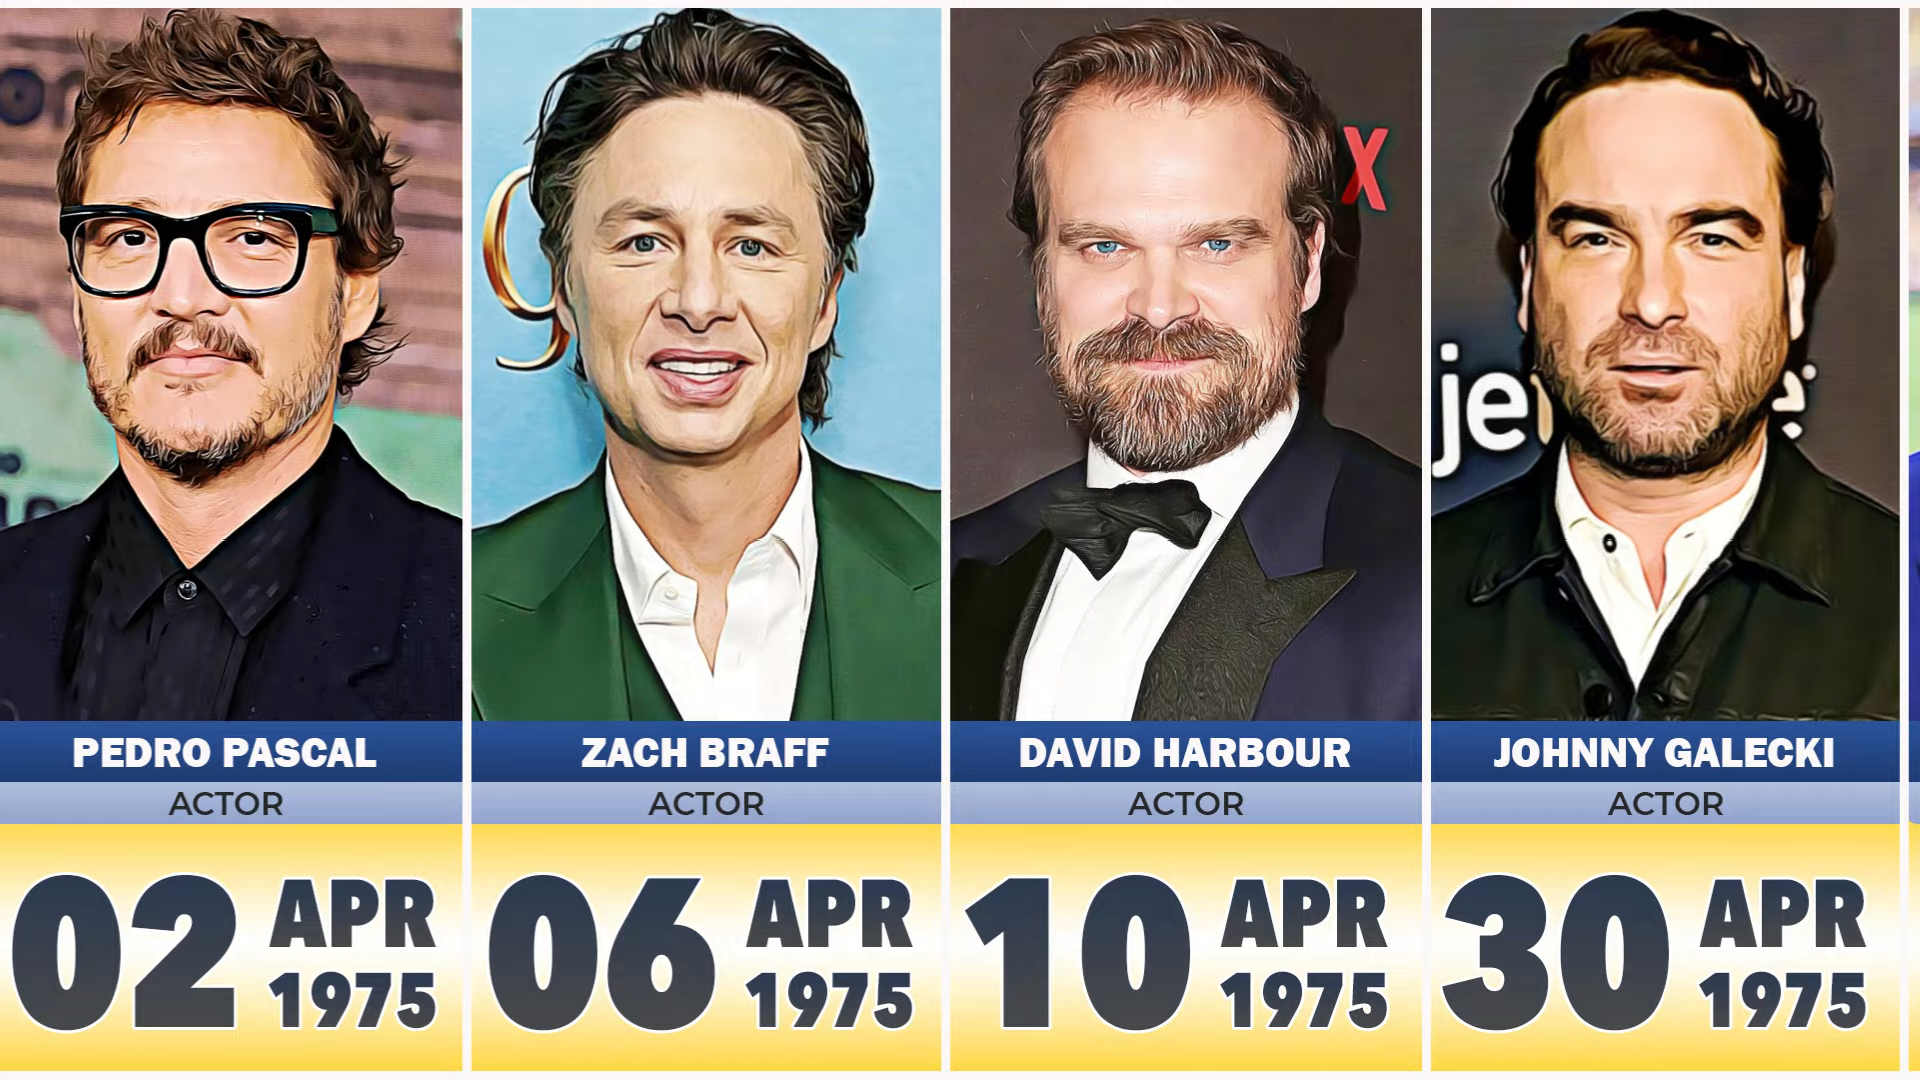 PEDRO PASCAL
ACTOR
02 APR 1975
ZACH BRAFF
ACTOR
06 APR 1975
X
DAVID HARBOUR
ACTOR
10 APR 1975
je
JOHNNY GALECKI
ACTOR
30 APR 1975